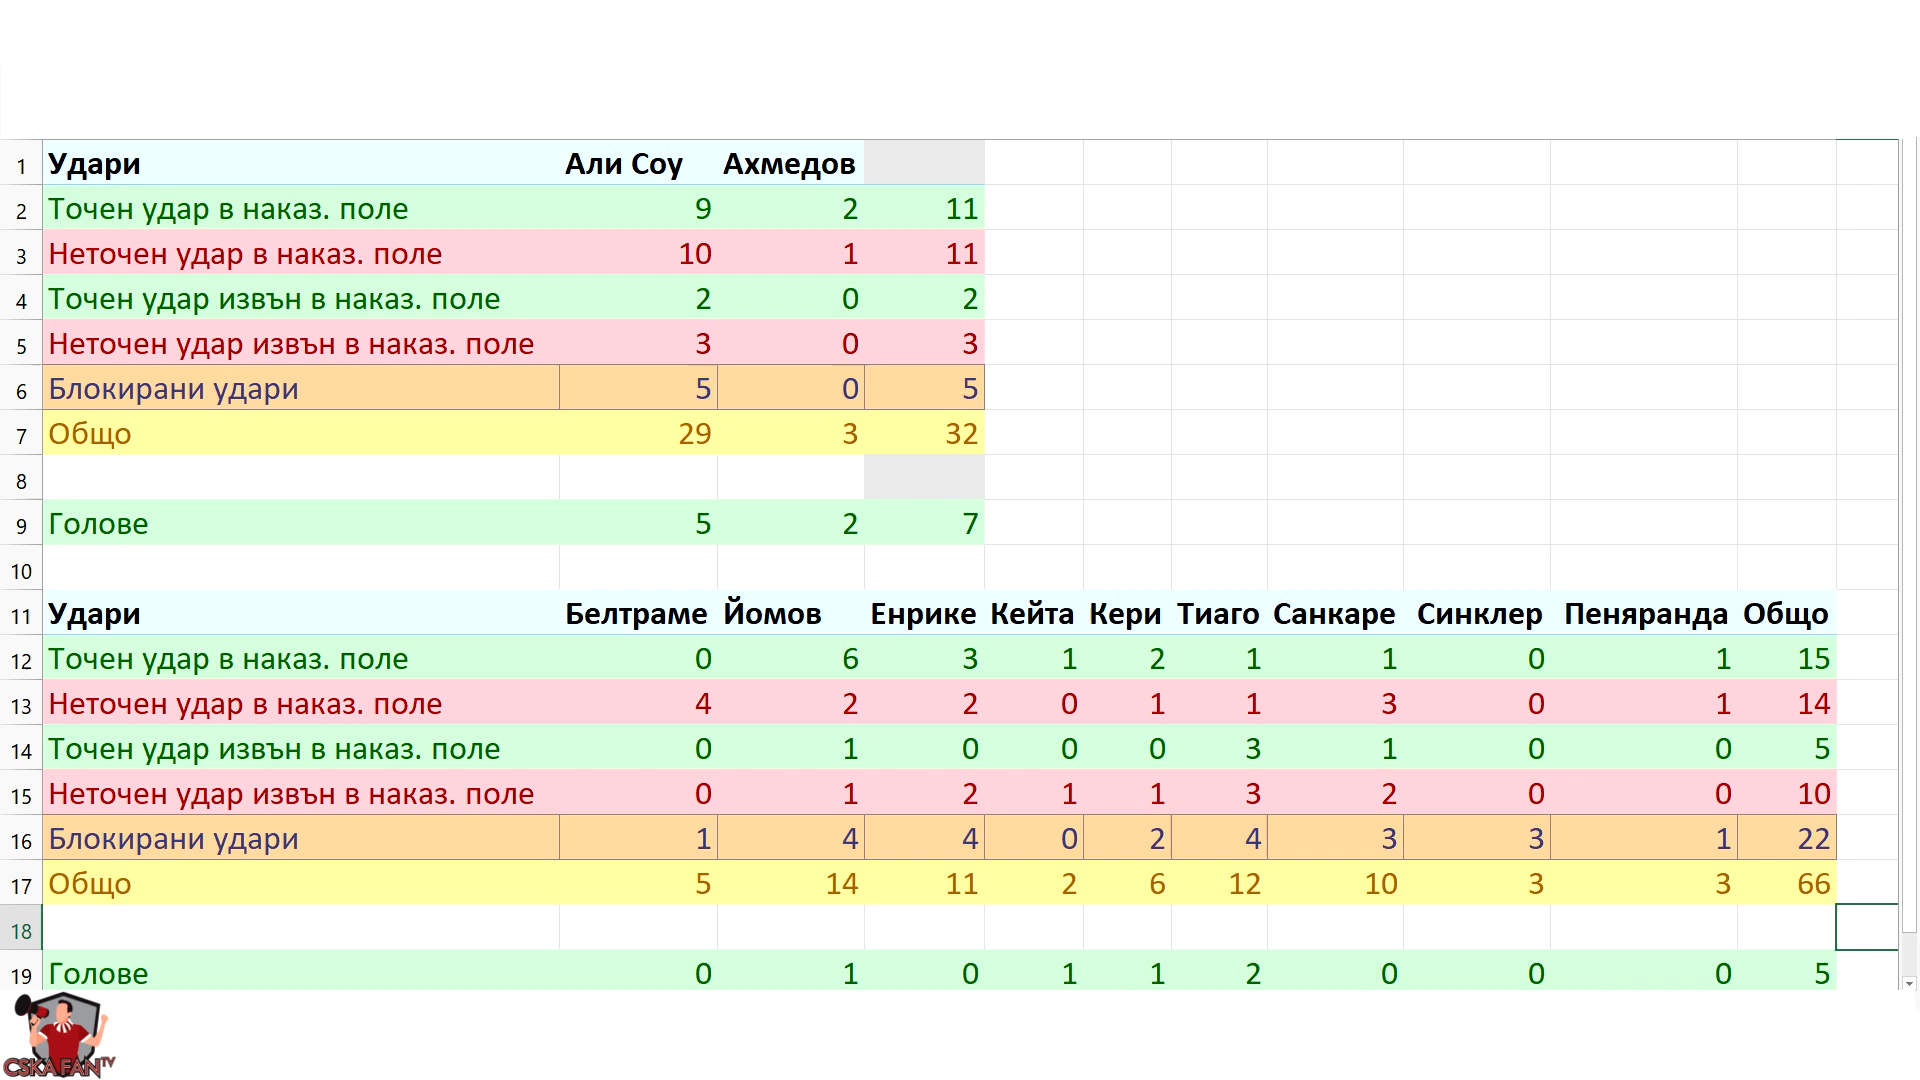 1 Удари Али Соу Ахмедов
2 Точен удар в наказ. поле 9 2 11
3 Неточен удар в наказ. поле 10 1 11
4 Точен удар извън в наказ. поле 2 0 2
5 Неточен удар извън в наказ. поле 3 0 3
6 Блокирани удари 5 0 5
7 Общо 29 3 32
8
9 Голове 5 2 7
10
11 Удари Белтраме Йомов Енрике Кейта Кери Тиаго Санкаре Синклер Пеняранда Общо
12 Точен удар в наказ. поле 0 6 3 1 2 1 1 0 1 15
13 Неточен удар в наказ. поле 4 2 2 0 1 1 3 0 1 14
14 Точен удар извън в наказ. поле 0 1 0 0 0 3 1 0 0 5
15 Неточен удар извън в наказ. поле 0 1 2 1 1 3 2 0 0 10
16 Блокирани удари 1 4 4 0 2 4 3 3 1 22
17 Общо 5 14 11 2 6 12 10 3 3 66
18
19 Голове 0 1 0 1 1 2 0 0 0 5
CSKA FAN TV